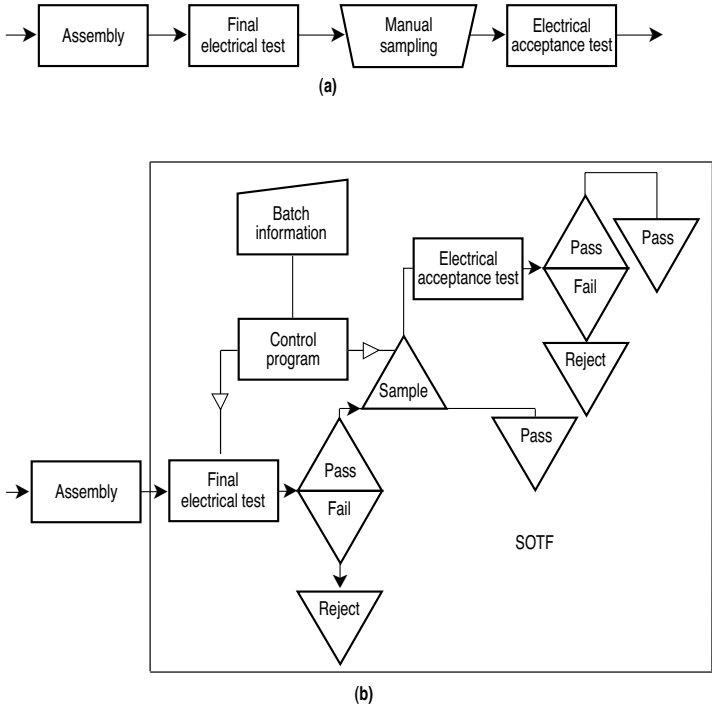 Assembly
Final
electrical test
Manual
sampling
Electrical
acceptance test
(a)
Batch
information
Electrical
acceptance test
Pass
Fail
Pass
Control
program
Reject
Sample
Pass
Assembly
Final
electrical test
Pass
Fail
SOTF
Reject
(b)